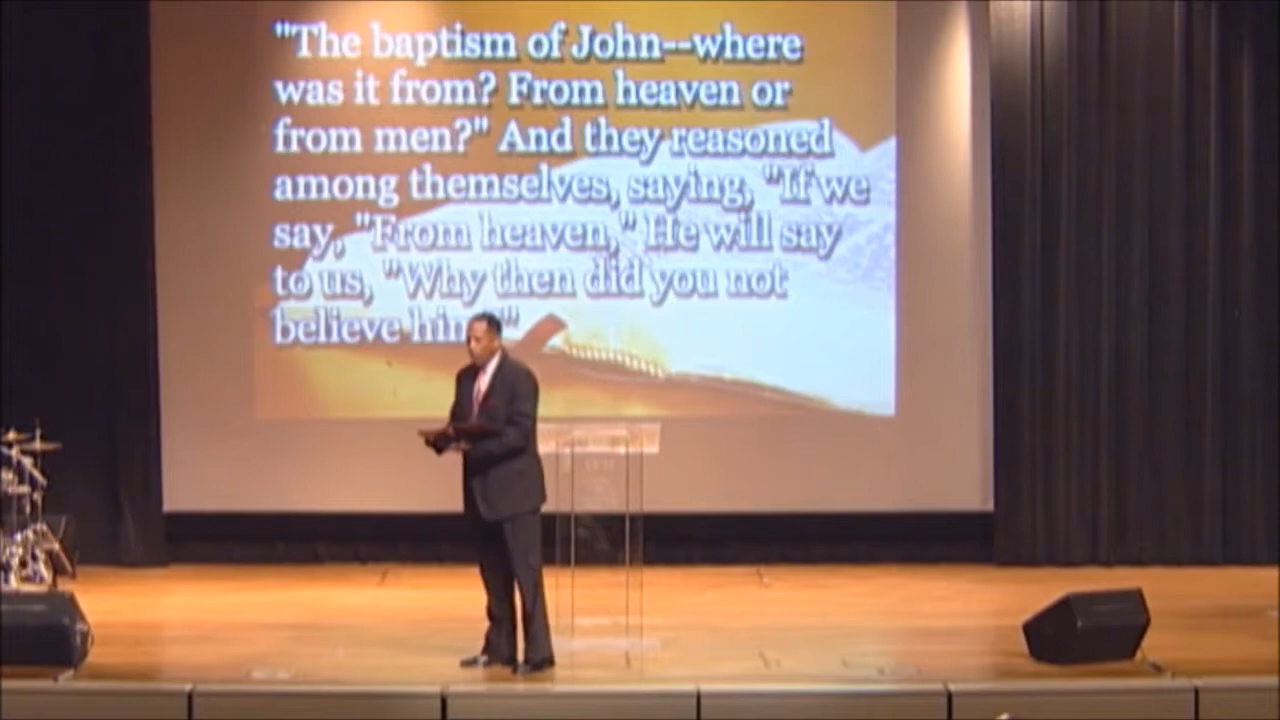 "The baptism of John--where
was it from? From heaven or
from men?" And they reasoned
among themselves, saying, "If we
say, "From heaven," He will say
to us, "Why then did you not
believe him?"